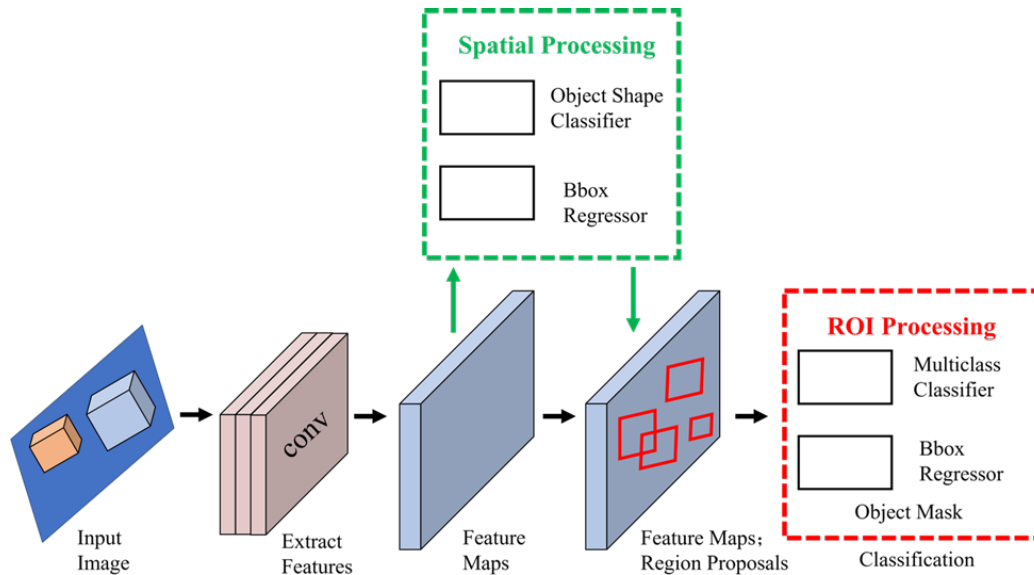 Spatial Processing
Object Shape
Classifier
Bbox
Regressor
ROI Processing
Multiclass
Classifier
Bbox
Regressor
Object Mask
conv
Input
Image
Extract
Features
Feature
Maps
Feature Maps;
Region Proposals
Classification